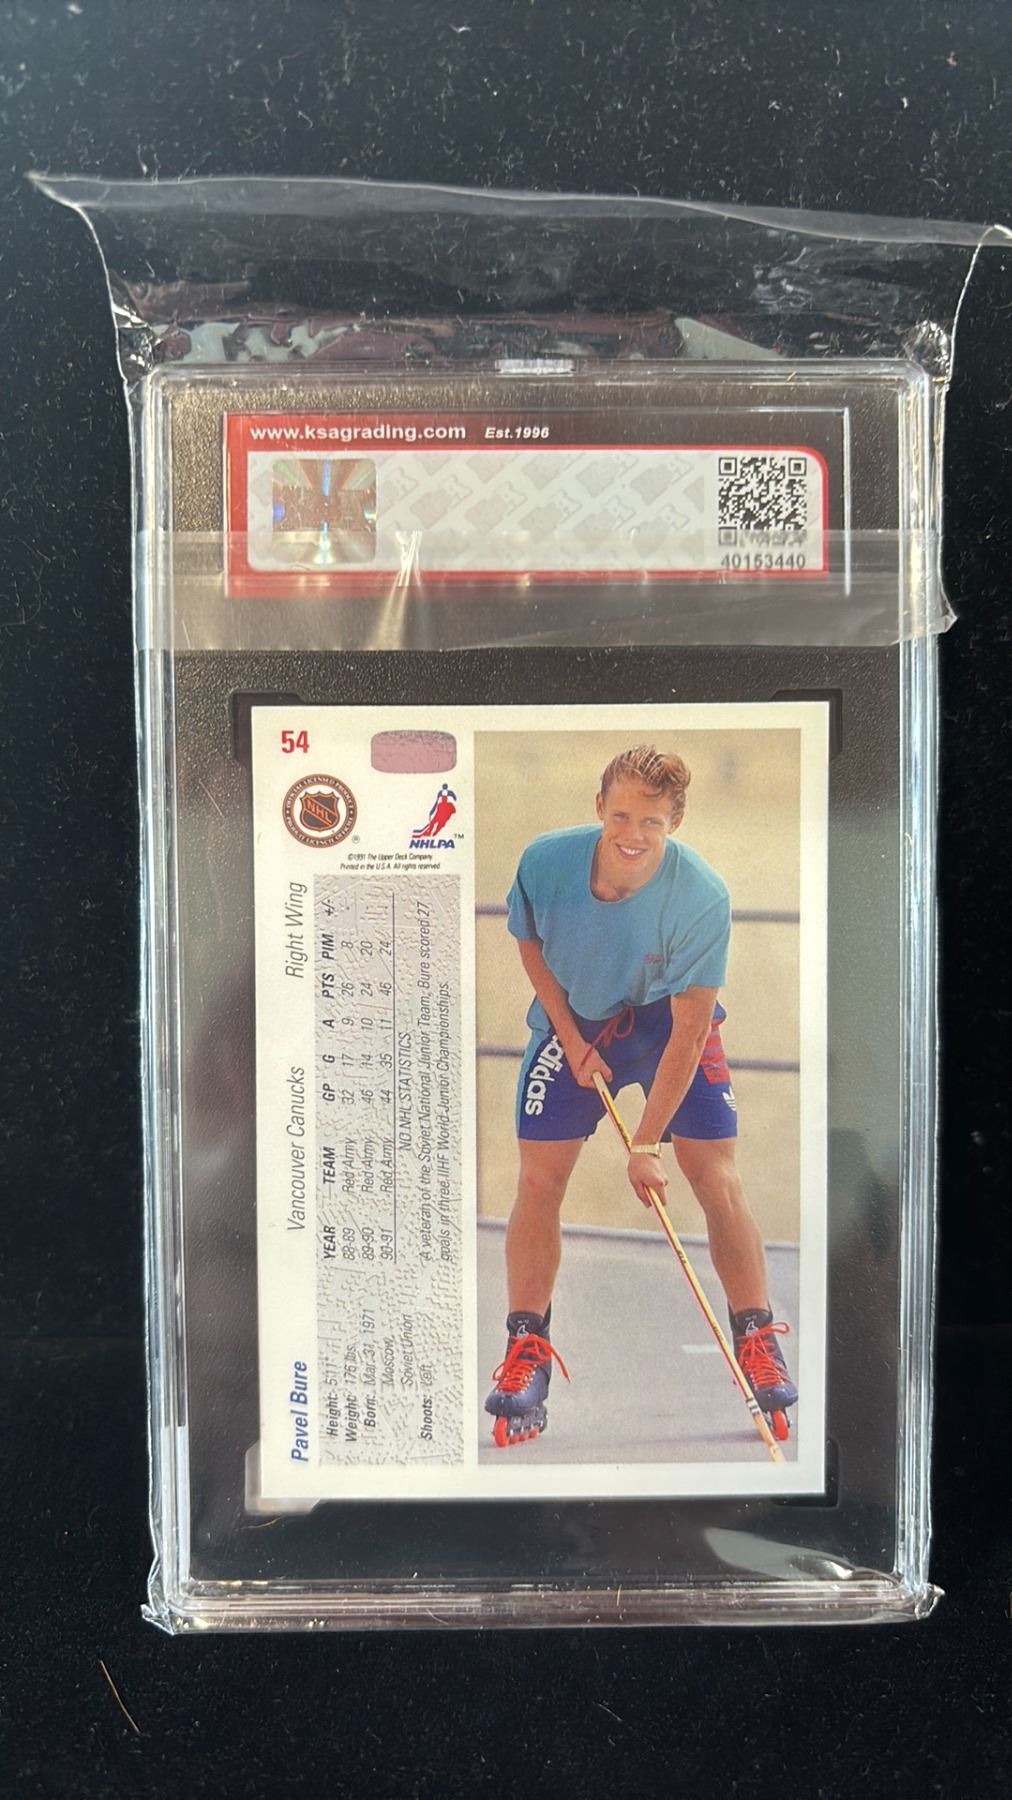 www.ksagrading.com Est.1996
40153440
54
NHL
®
NHLPA™
©1991 The Upper Deck Company
Printed in the U.S.A. All rights reserved.
Pavel Bure Vancouver Canucks Right Wing
Height: 5'11"
Weight: 176 lbs.
Born: Mar. 31, 1971
Moscow,
Soviet Union
Shoots: Left
YEAR TEAM GP G A PTS PIM +/-
88-89 Red Army 32 17 9 26 8 -
89-90 Red Army 46 14 10 24 20
90-91 Red Army 44 35 11 46 24
NO NHL STATISTICS
A veteran of the Soviet National Junior Team, Bure scored 27
goals in three IIHF World Junior Championships.
adidas